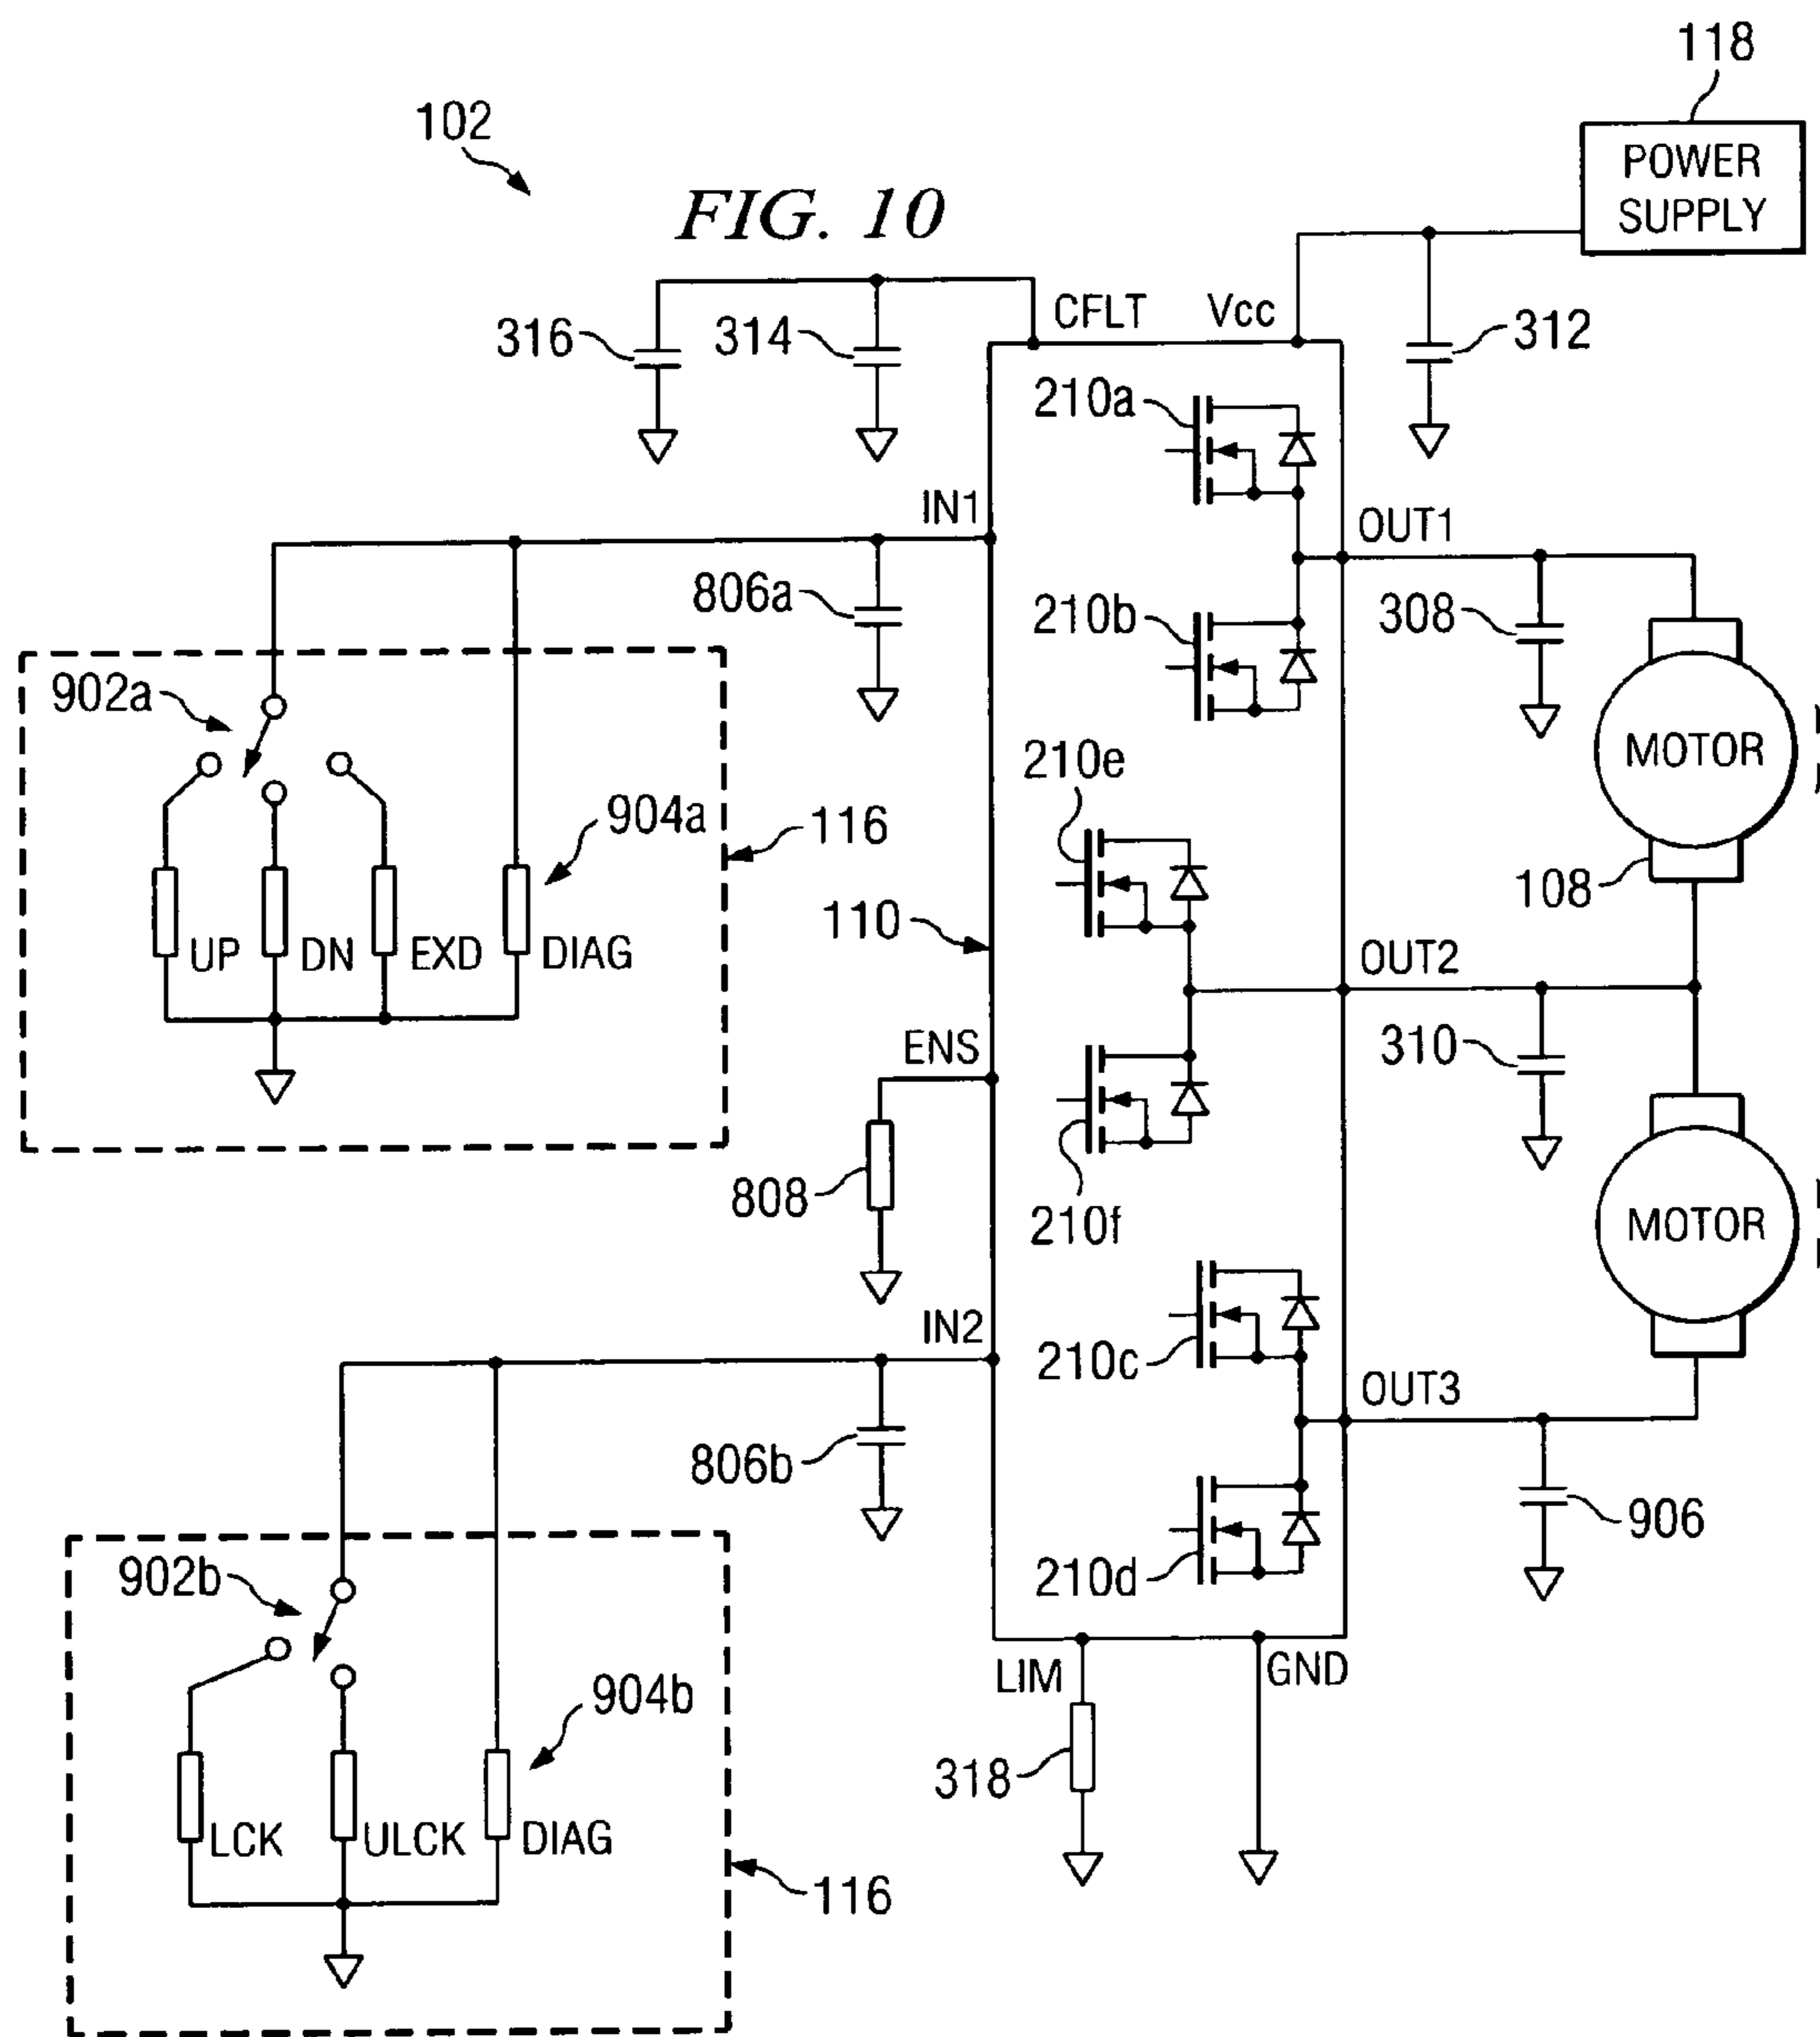 118
POWER
SUPPLY
102
FIG. 10
CFLT
Vcc
316
314
312
210a
IN1
OUT1
806a
210b
308
902a
MOTOR
210e
904a
116
108
110
UP
DN
EXD
DIAG
OUT2
ENS
310
808
210f
MOTOR
IN2
210c
OUT3
806b
906
902b
210d
LIM
GND
904b
318
LCK
ULCK
DIAG
116